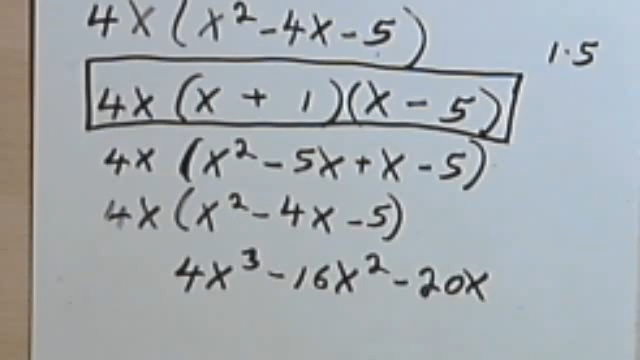 4x(x²-4x-5)
1·5
4x(x + 1)(x - 5)
4x(x²-5x+x-5)
4x(x²-4x-5)
4x³-16x²-20x